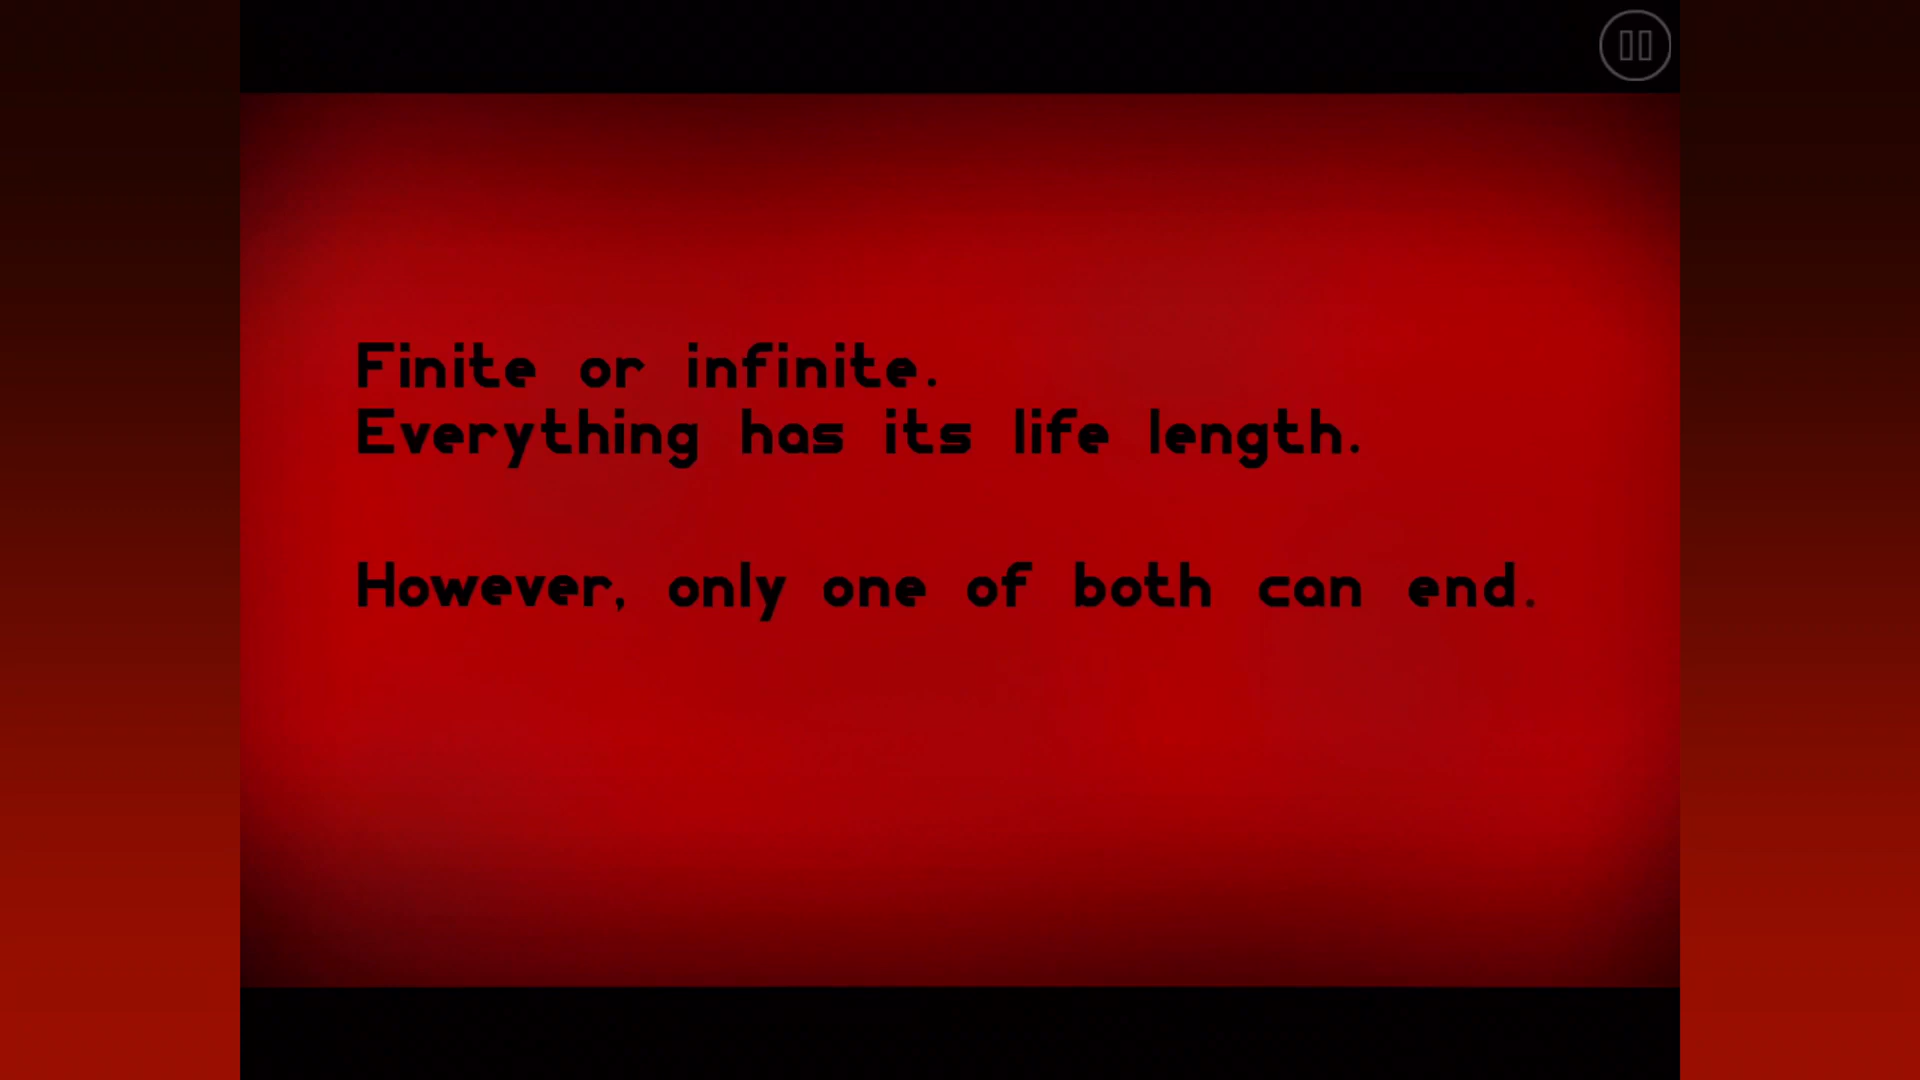 Finite or infinite.
Everything has its life length.
However, only one of both can end.